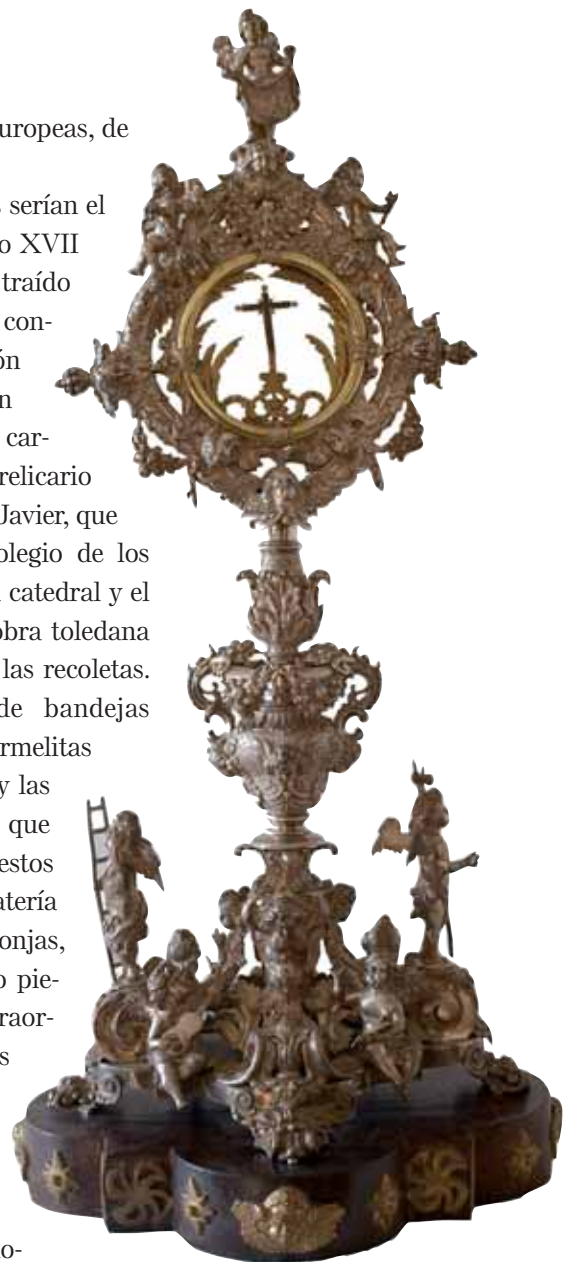 uropeas, de
serían el
o XVII
traído
con-
ón
n
car-
relicario
Javier, que
olegio de los
catedral y el
obra toledana
las recoletas.
de bandejas
rmelitas
y las
que
estos
atería
onjas,
o pie-
raor-
s
no-